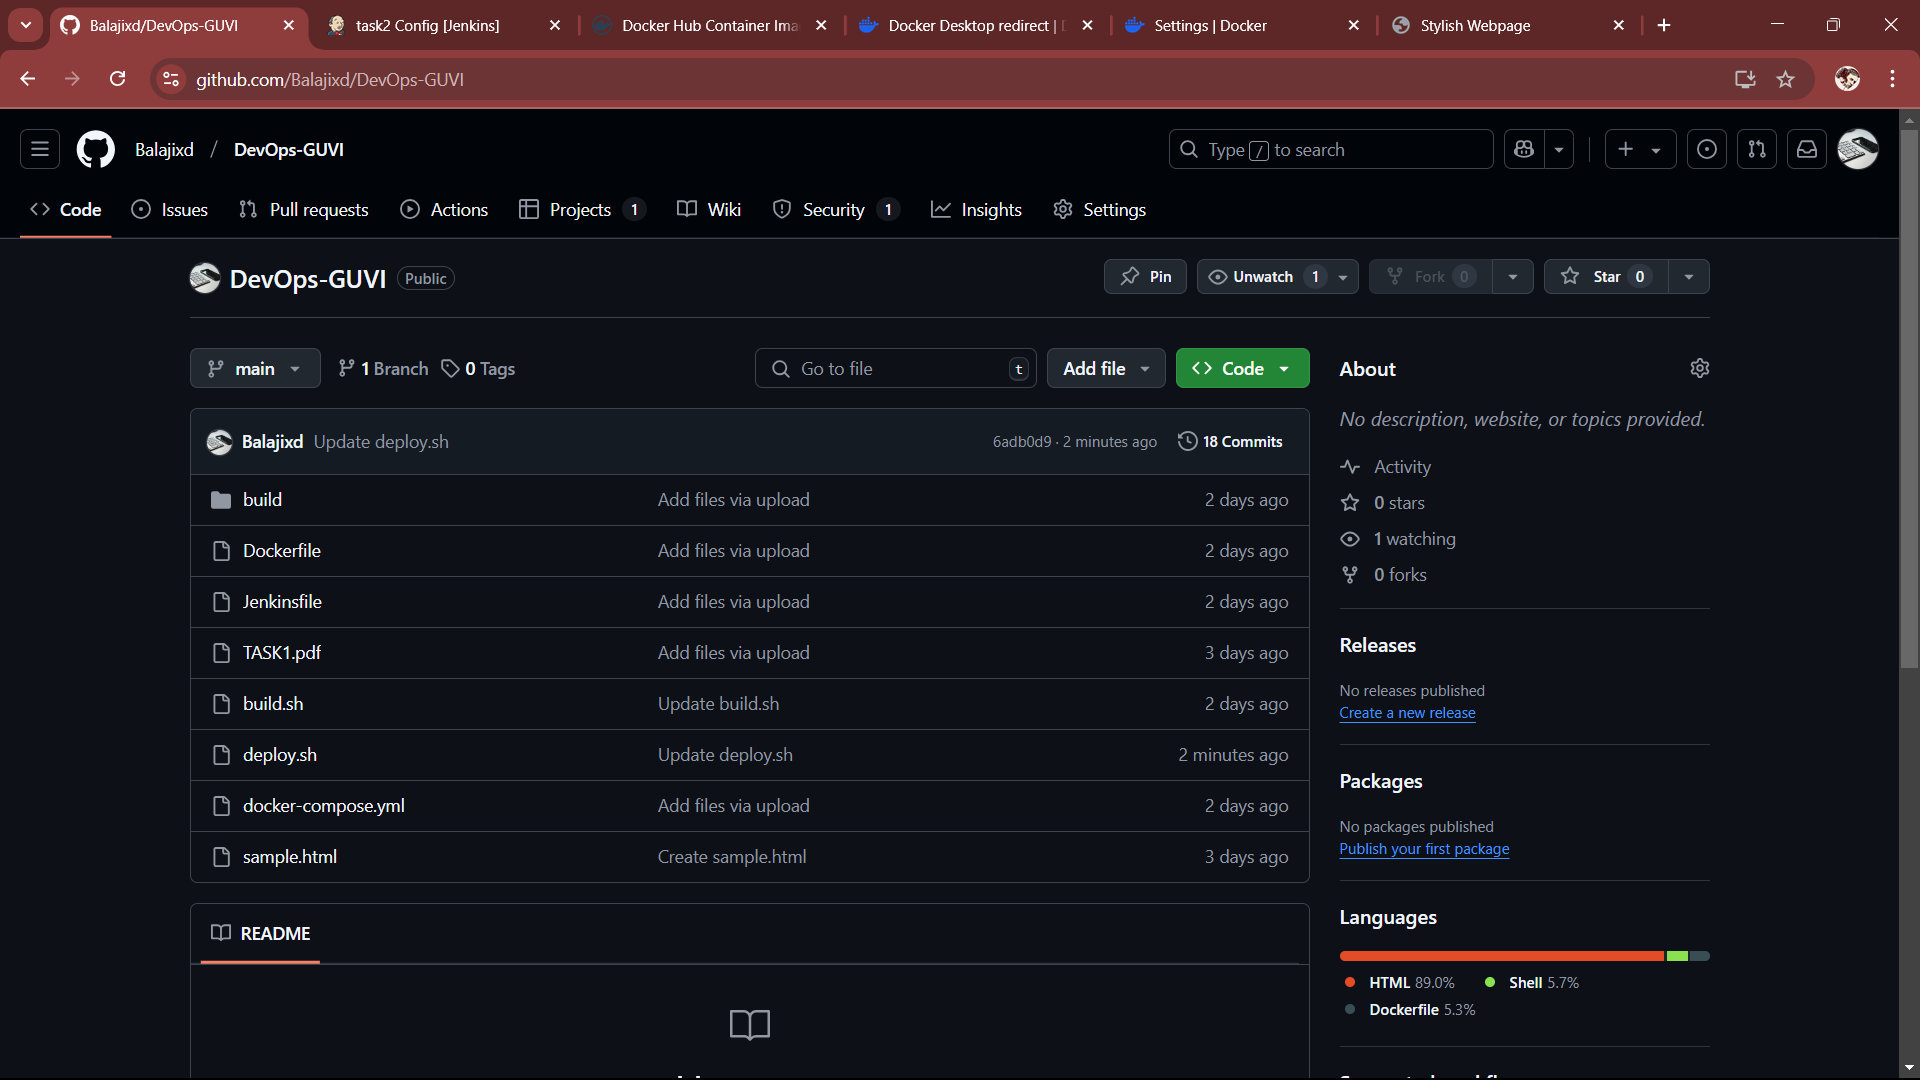 Balajixd/DevOps-GUVI
task2 Config [Jenkins]
Docker Hub Container Ima
Docker Desktop redirect |
Settings | Docker
Stylish Webpage
github.com/Balajixd/DevOps-GUVI
Balajixd / DevOps-GUVI
Type / to search
Code
Issues
Pull requests
Actions
Projects 1
Wiki
Security 1
Insights
Settings
DevOps-GUVI Public
Pin
Unwatch 1
Fork 0
Star 0
main
1 Branch
0 Tags
Go to file t
Add file
Code
Balajixd Update deploy.sh 6adb0d9 · 2 minutes ago 18 Commits
build Add files via upload 2 days ago
Dockerfile Add files via upload 2 days ago
Jenkinsfile Add files via upload 2 days ago
TASK1.pdf Add files via upload 3 days ago
build.sh Update build.sh 2 days ago
deploy.sh Update deploy.sh 2 minutes ago
docker-compose.yml Add files via upload 2 days ago
sample.html Create sample.html 3 days ago
README
About
No description, website, or topics provided.
Activity
0 stars
1 watching
0 forks
Releases
No releases published
Create a new release
Packages
No packages published
Publish your first package
Languages
HTML 89.0%
Shell 5.7%
Dockerfile 5.3%